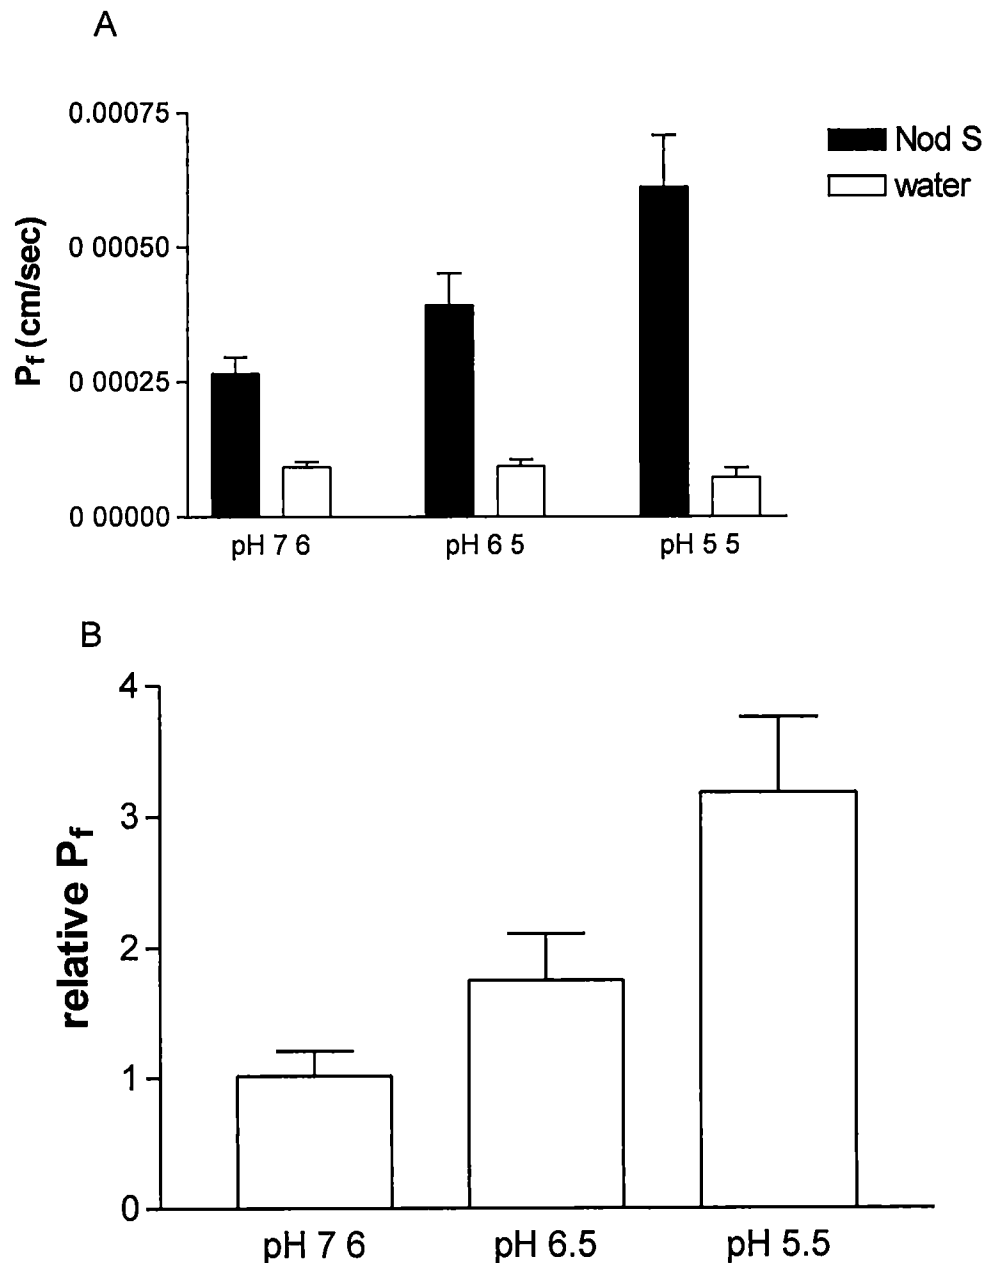 A
0.00075
0 00050
0 00025
0 00000
Pf (cm/sec)
Nod S
water
pH 7 6
pH 6 5
pH 5 5
B
4
3
2
1
0
relative Pf
pH 7 6
pH 6.5
pH 5.5